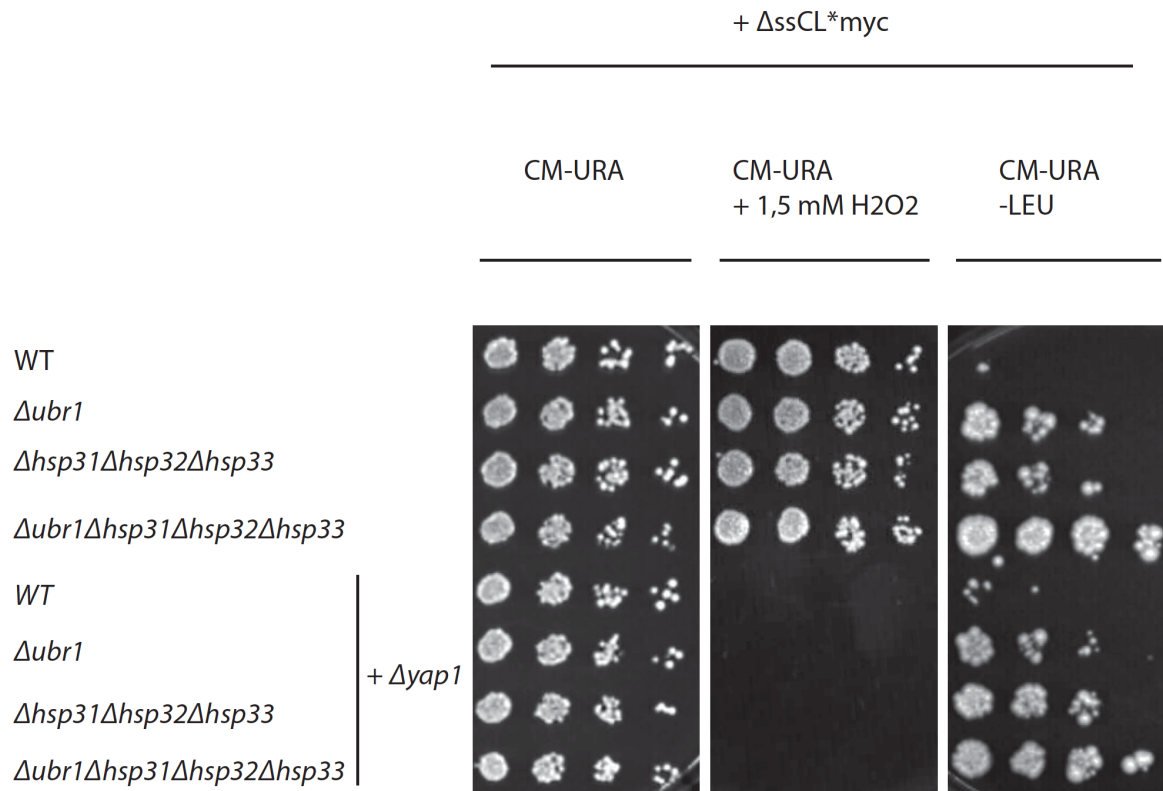 + ΔssCL*myc
CM-URA
CM-URA
+ 1,5 mM H2O2
CM-URA
-LEU
WT
Δubr1
Δhsp31Δhsp32Δhsp33
Δubr1Δhsp31Δhsp32Δhsp33
WT
Δubr1
+ Δyap1
Δhsp31Δhsp32Δhsp33
Δubr1Δhsp31Δhsp32Δhsp33